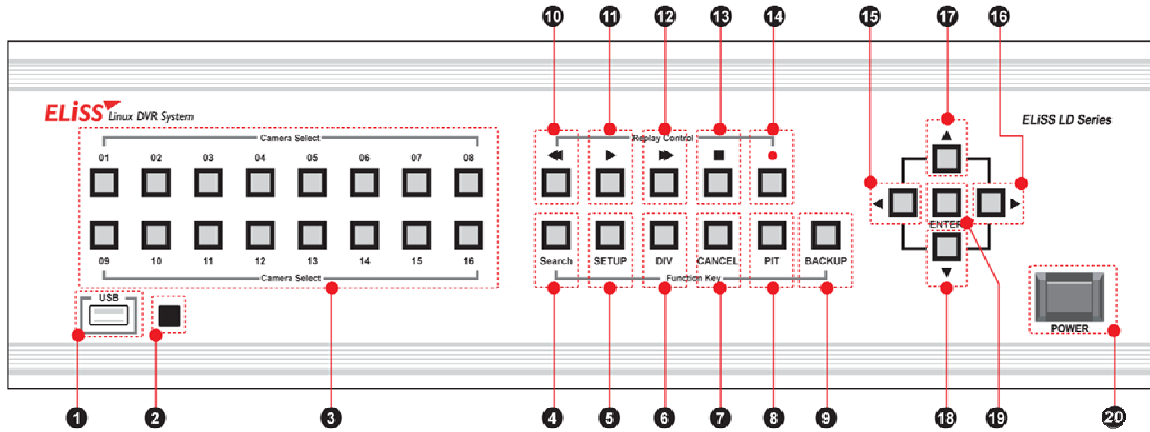 10 11 12 13 14 15 17 16
ELiSS Linux DVR System
ELiSS LD Series
Camera Select
Replay Control
01 02 03 04 05 06 07 08
ENTER
09 10 11 12 13 14 15 16
Search SETUP DIV CANCEL PIT BACKUP
Camera Select
Function Key
USB
POWER
1 2 3 4 5 6 7 8 9 18 19 20